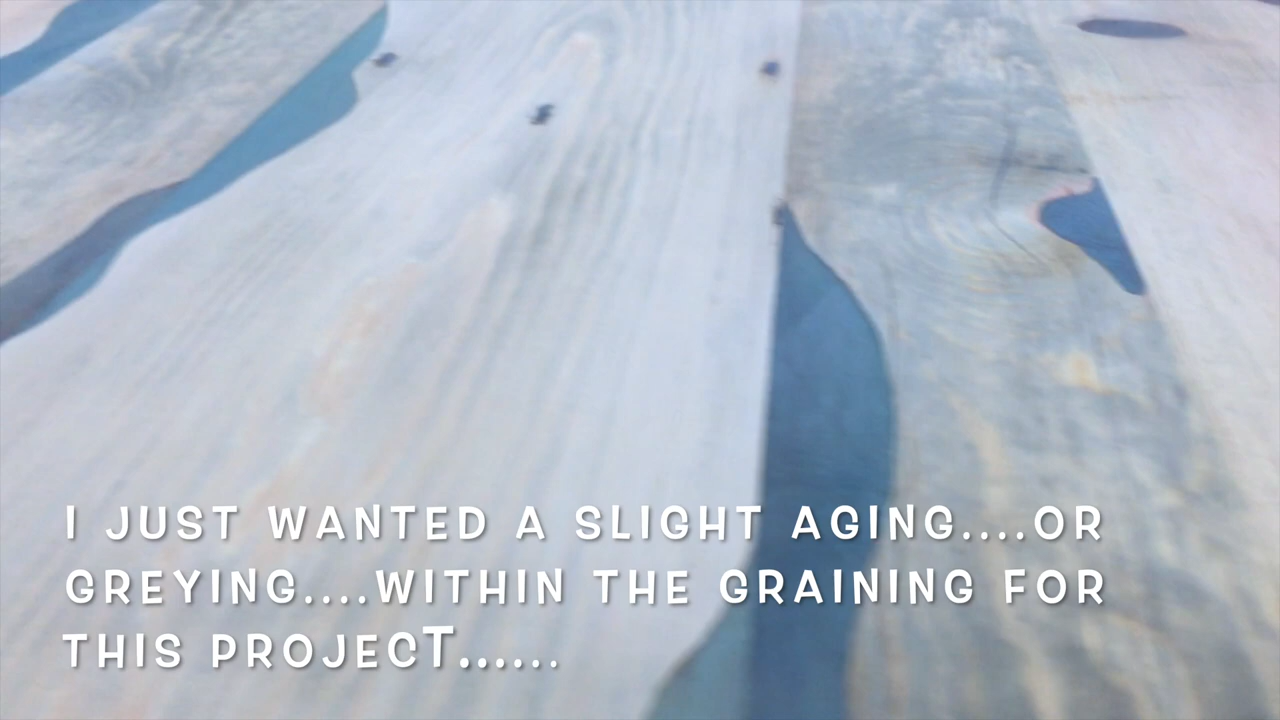 I JUST WANTED A SLIGHT AGING....OR
GREYING....WITHIN THE GRAINING FOR
THIS PROJECT......